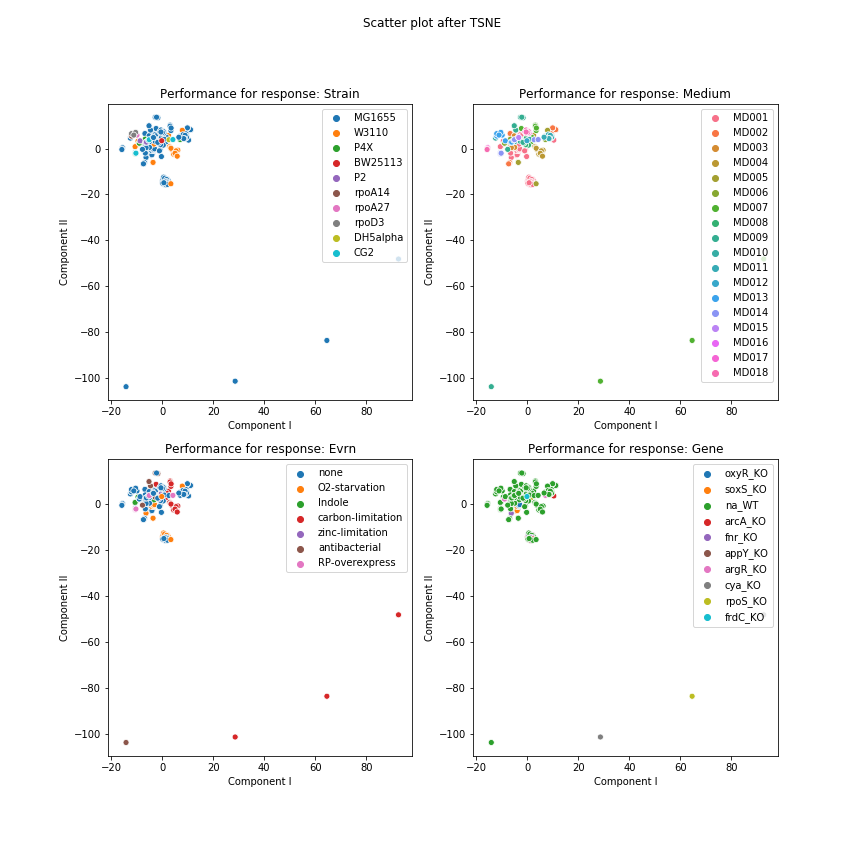 Scatter plot after TSNE
Performance for response: Strain
Component II
0
−20
−40
−60
−80
−100
−20
0
20
40
60
80
Component I
MG1655
W3110
P4X
BW25113
P2
rpoA14
rpoA27
rpoD3
DH5alpha
CG2
Performance for response: Medium
Component II
0
−20
−40
−60
−80
−100
−20
0
20
40
60
80
Component I
MD001
MD002
MD003
MD004
MD005
MD006
MD007
MD008
MD009
MD010
MD011
MD012
MD013
MD014
MD015
MD016
MD017
MD018
Performance for response: Evrn
Component II
0
−20
−40
−60
−80
−100
−20
0
20
40
60
80
Component I
none
O2-starvation
Indole
carbon-limitation
zinc-limitation
antibacterial
RP-overexpress
Performance for response: Gene
Component II
0
−20
−40
−60
−80
−100
−20
0
20
40
60
80
Component I
oxyR_KO
soxS_KO
na_WT
arcA_KO
fnr_KO
appY_KO
argR_KO
cya_KO
rpoS_KO
frdC_KO